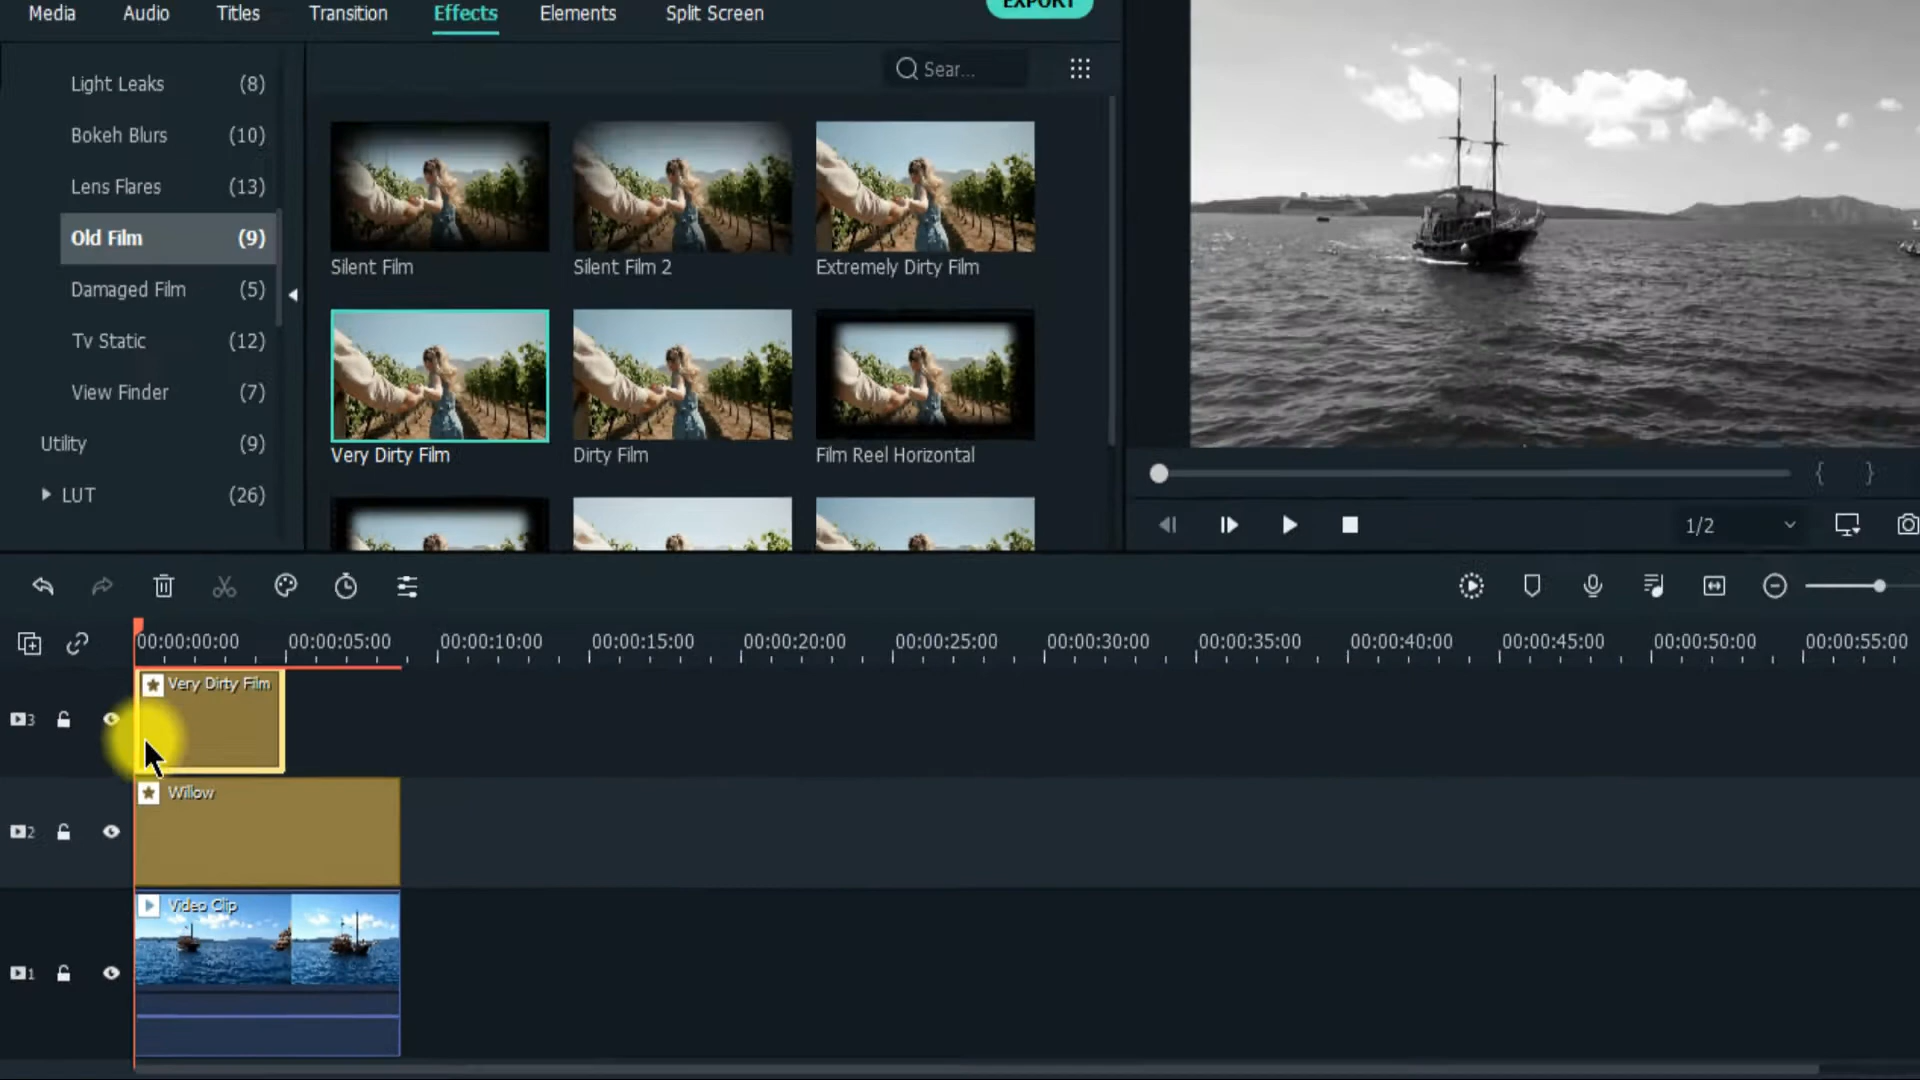 Media Audio Titles Transition Effects Elements Split Screen EXPORT
Sear...
Light Leaks (8)
Bokeh Blurs (10)
Lens Flares (13)
Old Film (9)
Damaged Film (5)
Tv Static (12)
View Finder (7)
Utility (9)
LUT (26)
Silent Film Silent Film 2 Extremely Dirty Film
Very Dirty Film Dirty Film Film Reel Horizontal
{ }
1/2
00:00:00:00 00:00:05:00 00:00:10:00 00:00:15:00 00:00:20:00 00:00:25:00 00:00:30:00 00:00:35:00 00:00:40:00 00:00:45:00 00:00:50:00 00:00:55:00
3 Very Dirty Film
2 Willow
1 Video Clip